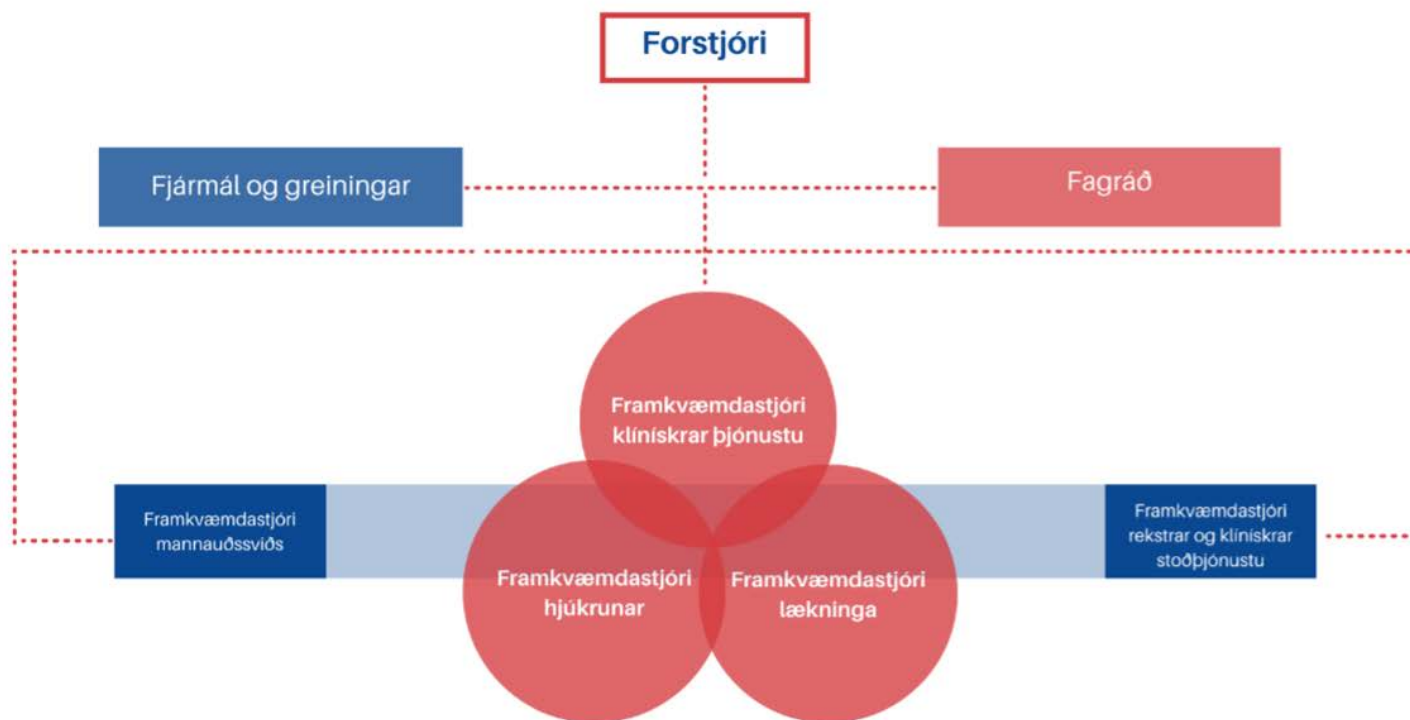 Forstjóri
Fjármál og greiningar
Fagráð
Framkvæmdastjóri
klínískrar þjónustu
Framkvæmdastjóri
mannauðssviðs
Framkvæmdastjóri
rekstrar og klínískrar
stoðþjónustu
Framkvæmdastjóri
hjúkrunar
Framkvæmdastjóri
lækninga